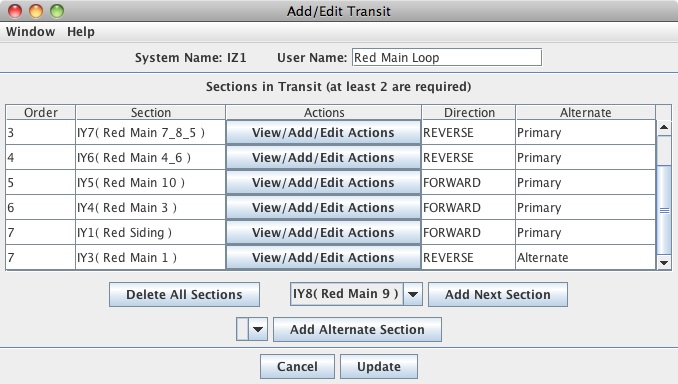 Add/Edit Transit
Window Help
System Name: IZ1 User Name: Red Main Loop
Sections in Transit (at least 2 are required)
Order Section Actions Direction Alternate
3 IY7( Red Main 7_8_5 ) View/Add/Edit Actions REVERSE Primary
4 IY6( Red Main 4_6 ) View/Add/Edit Actions REVERSE Primary
5 IY5( Red Main 10 ) View/Add/Edit Actions FORWARD Primary
6 IY4( Red Main 3 ) View/Add/Edit Actions FORWARD Primary
7 IY1( Red Siding ) View/Add/Edit Actions FORWARD Primary
7 IY3( Red Main 1 ) View/Add/Edit Actions REVERSE Alternate
Delete All Sections IY8( Red Main 9 ) Add Next Section
Add Alternate Section
Cancel Update